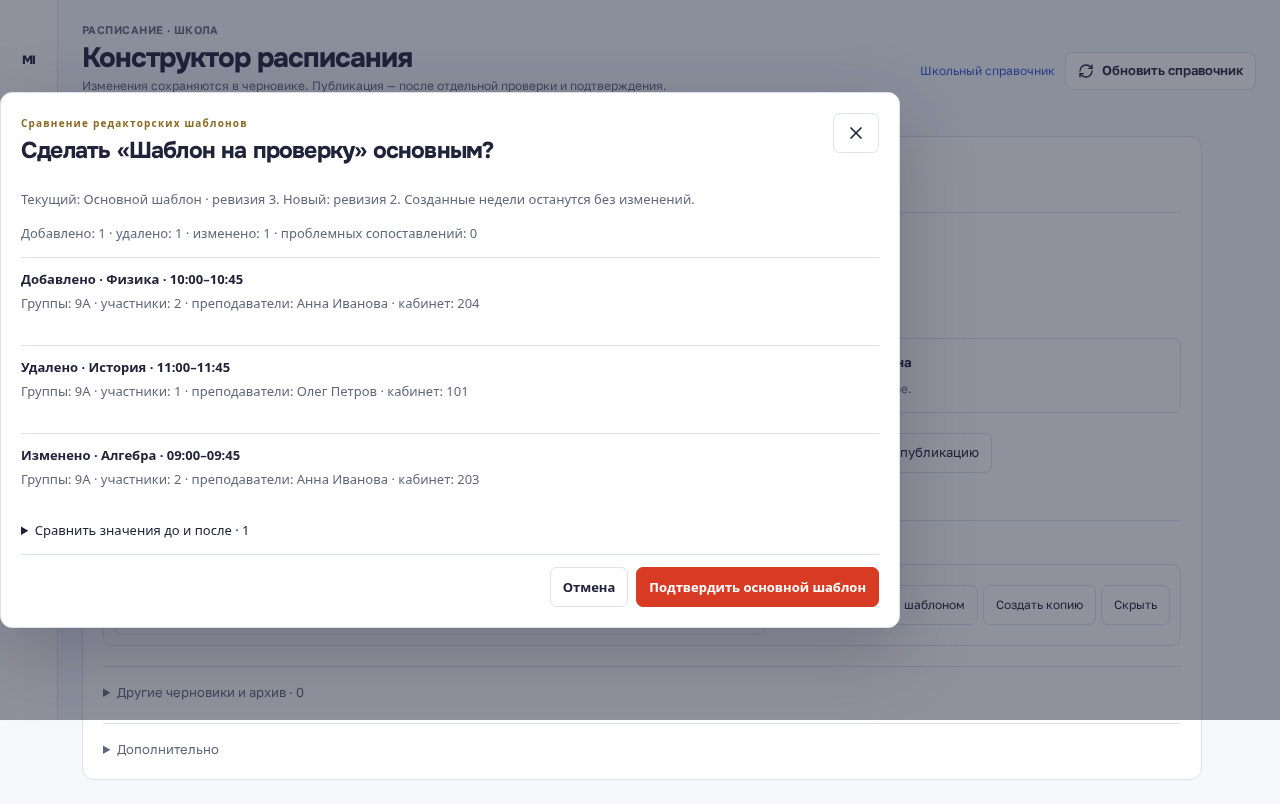 РАСПИСАНИЕ · ШКОЛА
MI
Конструктор расписания
Изменения сохраняются в черновике. Публикация — после отдельной проверки и подтверждения.
Школьный справочник
Обновить справочник
Сравнение редакторских шаблонов
Сделать «Шаблон на проверку» основным?
Текущий: Основной шаблон · ревизия 3. Новый: ревизия 2. Созданные недели останутся без изменений.
Добавлено: 1 · удалено: 1 · изменено: 1 · проблемных сопоставлений: 0
Добавлено · Физика · 10:00–10:45
Группы: 9А · участники: 2 · преподаватели: Анна Иванова · кабинет: 204
Удалено · История · 11:00–11:45
Группы: 9А · участники: 1 · преподаватели: Олег Петров · кабинет: 101
Изменено · Алгебра · 09:00–09:45
Группы: 9А · участники: 2 · преподаватели: Анна Иванова · кабинет: 203
Сравнить значения до и после · 1
Отмена
Подтвердить основной шаблон
публикацию
шаблоном
Создать копию
Скрыть
Другие черновики и архив · 0
Дополнительно